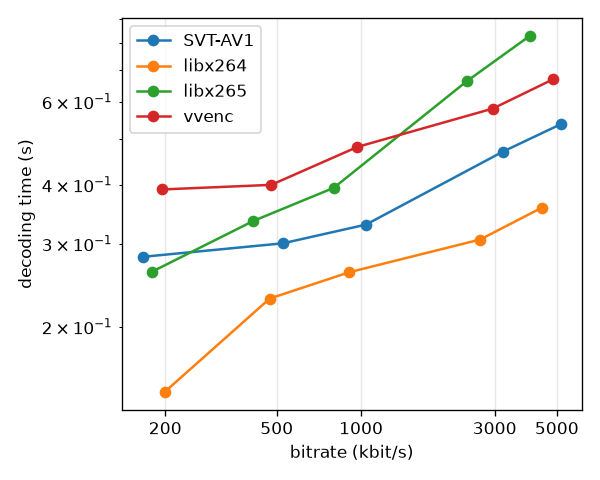 SVT-AV1
libx264
libx265
vvenc
6 × 10⁻¹
4 × 10⁻¹
3 × 10⁻¹
2 × 10⁻¹
decoding time (s)
200 500 1000 3000 5000
bitrate (kbit/s)